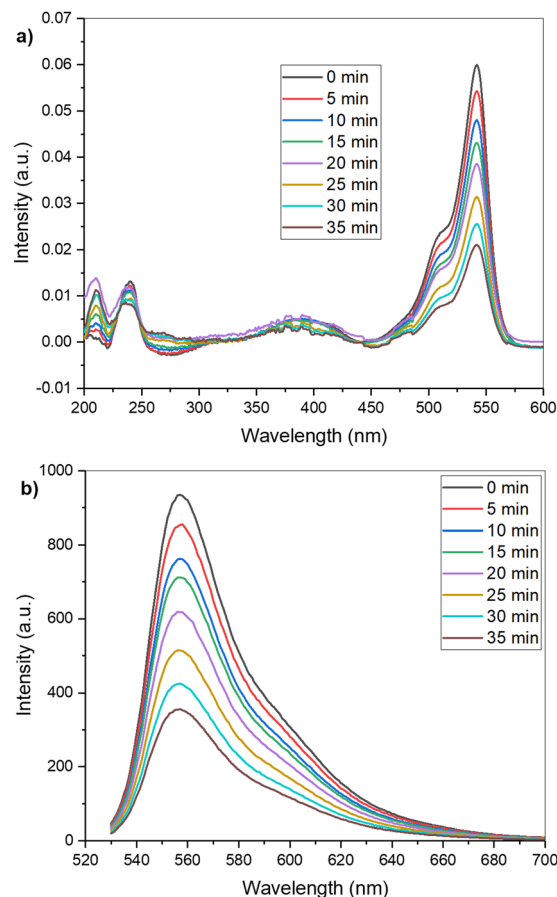 a)
0.07
0.06
0.05
0.04
0.03
0.02
0.01
0.00
-0.01
Intensity (a.u.)
0 min
5 min
10 min
15 min
20 min
25 min
30 min
35 min
200 250 300 350 400 450 500 550 600
Wavelength (nm)
b)
1000
800
600
400
200
0
Intensity (a.u.)
0 min
5 min
10 min
15 min
20 min
25 min
30 min
35 min
520 540 560 580 600 620 640 660 680 700
Wavelength (nm)